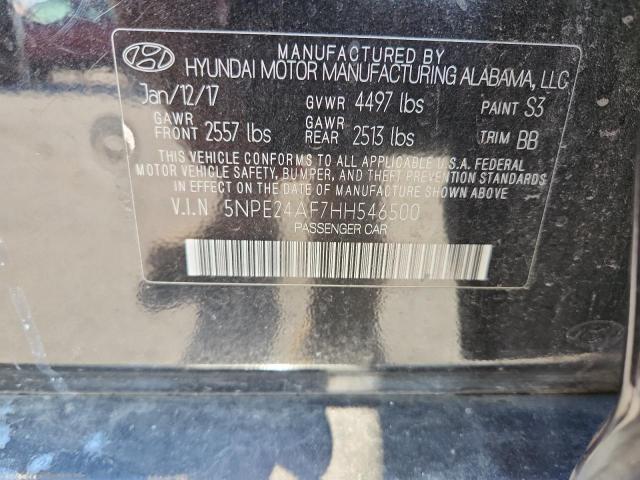 MANUFACTURED BY
HYUNDAI MOTOR MANUFACTURING ALABAMA, LLC
Jan/12/17 GVWR 4497 lbs PAINT S3
GAWR FRONT 2557 lbs GAWR REAR 2513 lbs TRIM BB
THIS VEHICLE CONFORMS TO ALL APPLICABLE U.S.A. FEDERAL
MOTOR VEHICLE SAFETY, BUMPER, AND THEFT PREVENTION STANDARDS
IN EFFECT ON THE DATE OF MANUFACTURE SHOWN ABOVE.
V.I.N 5NPE24AF7HH546500
PASSENGER CAR